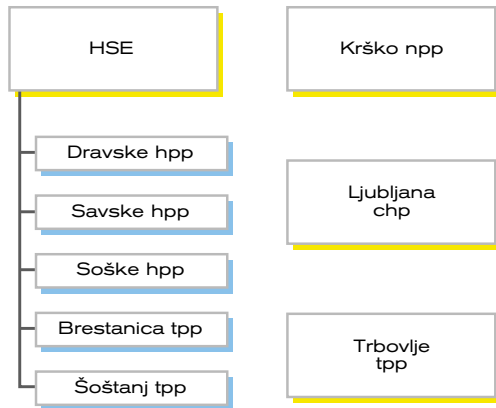 HSE
Dravske hpp
Savske hpp
Soške hpp
Brestanica tpp
Šoštanj tpp
Krško npp
Ljubljana
chp
Trbovlje
tpp